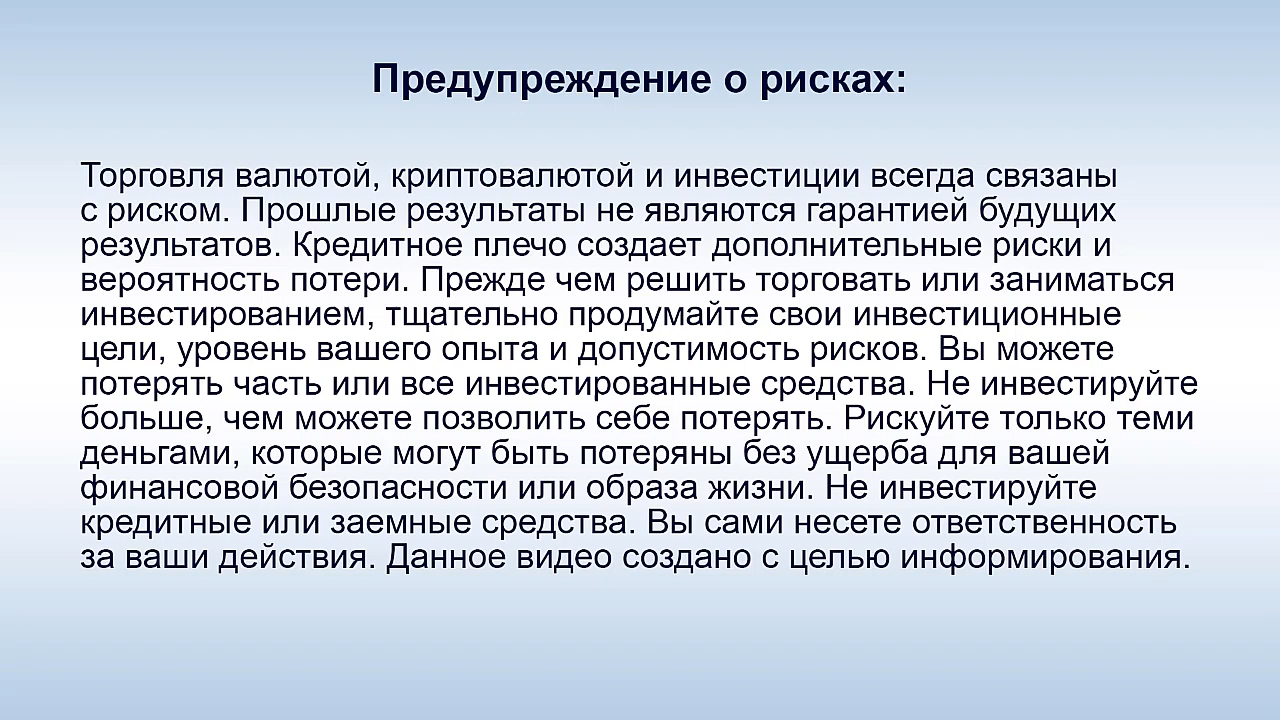 Предупреждение о рисках:
Торговля валютой, криптовалютой и инвестиции всегда связаны
с риском. Прошлые результаты не являются гарантией будущих
результатов. Кредитное плечо создает дополнительные риски и
вероятность потери. Прежде чем решить торговать или заниматься
инвестированием, тщательно продумайте свои инвестиционные
цели, уровень вашего опыта и допустимость рисков. Вы можете
потерять часть или все инвестированные средства. Не инвестируйте
больше, чем можете позволить себе потерять. Рискуйте только теми
деньгами, которые могут быть потеряны без ущерба для вашей
финансовой безопасности или образа жизни. Не инвестируйте
кредитные или заемные средства. Вы сами несете ответственность
за ваши действия. Данное видео создано с целью информирования.